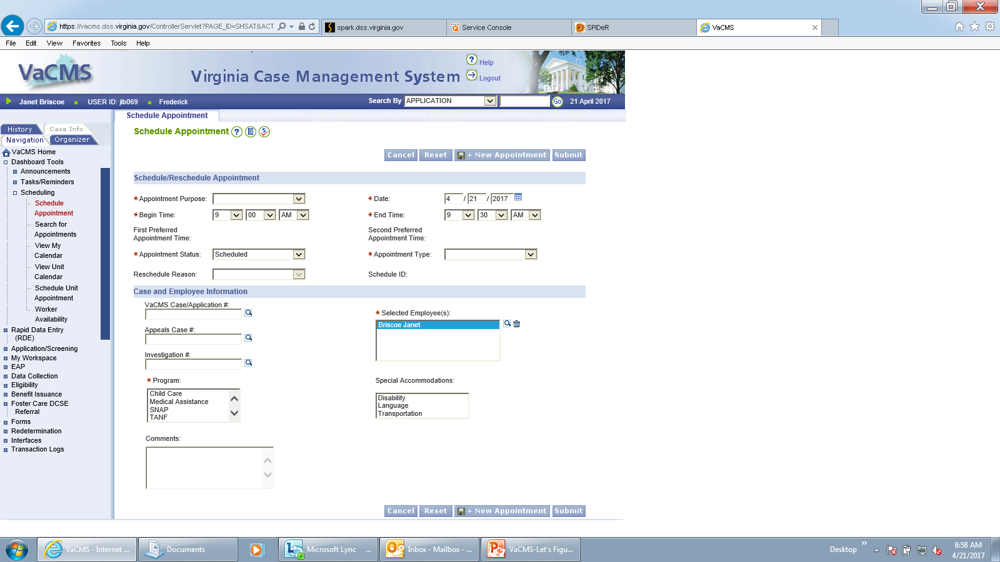 https://vacms.dss.virginia.gov/ControllerServlet?PAGE_ID=SHSAT&ACT
spark.dss.virginia.gov
Service Console
SPIDeR
VaCMS
File Edit View Favorites Tools Help
VaCMS
Virginia Case Management System
? Help
Logout
Janet Briscoe USER ID: jlb069 Frederick
Search By APPLICATION Go 21 April 2017
Schedule Appointment
History Case Info
Navigation Organizer
VaCMS Home
Dashboard Tools
Announcements
Tasks/Reminders
Scheduling
Schedule
Appointment
Search for
Appointments
View My
Calendar
View Unit
Calendar
Schedule Unit
Appointment
Worker
Availability
Rapid Data Entry
(RDE)
Application/Screening
My Workspace
EAP
Data Collection
Eligibility
Benefit Issuance
Foster Care DCSE
Referral
Forms
Redetermination
Interfaces
Transaction Logs
Schedule Appointment ? S
Cancel Reset + New Appointment Submit
Schedule/Reschedule Appointment
* Appointment Purpose: * Date: 4 / 21 / 2017
* Begin Time: 9 00 AM * End Time: 9 30 AM
First Preferred
Appointment Time:
Second Preferred
Appointment Time:
* Appointment Status: Scheduled * Appointment Type:
Reschedule Reason: Schedule ID:
Case and Employee Information
VaCMS Case/Application #:
* Selected Employee(s):
Briscoe Janet
Appeals Case #:
Investigation #:
* Program:
Child Care
Medical Assistance
SNAP
TANF
Special Accommodations:
Disability
Language
Transportation
Comments:
Cancel Reset + New Appointment Submit
VaCMS - Internet ...
Documents
Microsoft Lync ...
Inbox - Mailbox - ...
VaCMS-Let's Figu...
Desktop »
8:58 AM
4/21/2017